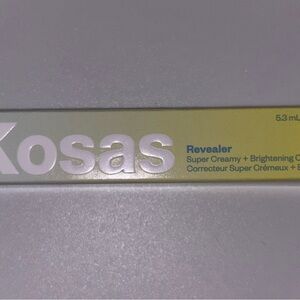 Kosas
5.3 mL
Revealer
Super Creamy + Brightening
Correcteur Super Crémeux +